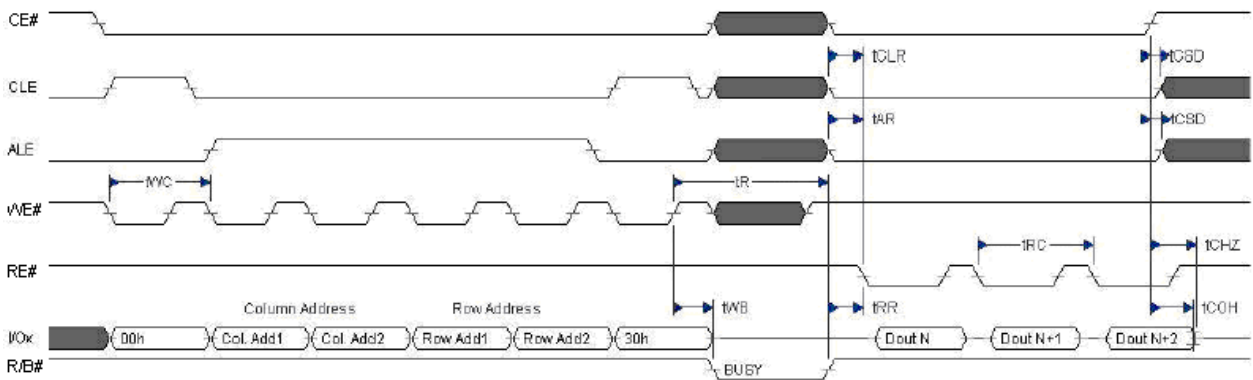 CE#
tCLR
tCSD
CLE
tAR
tCSD
ALE
tWC
tR
WE#
tRC
tCHZ
RE#
Column Address
Row Address
tWB
tRR
tCOH
I/Ox
00h
Col. Add1
Col. Add2
Row Add1
Row Add2
30h
Dout N
Dout N+1
Dout N+2
R/B#
BUSY